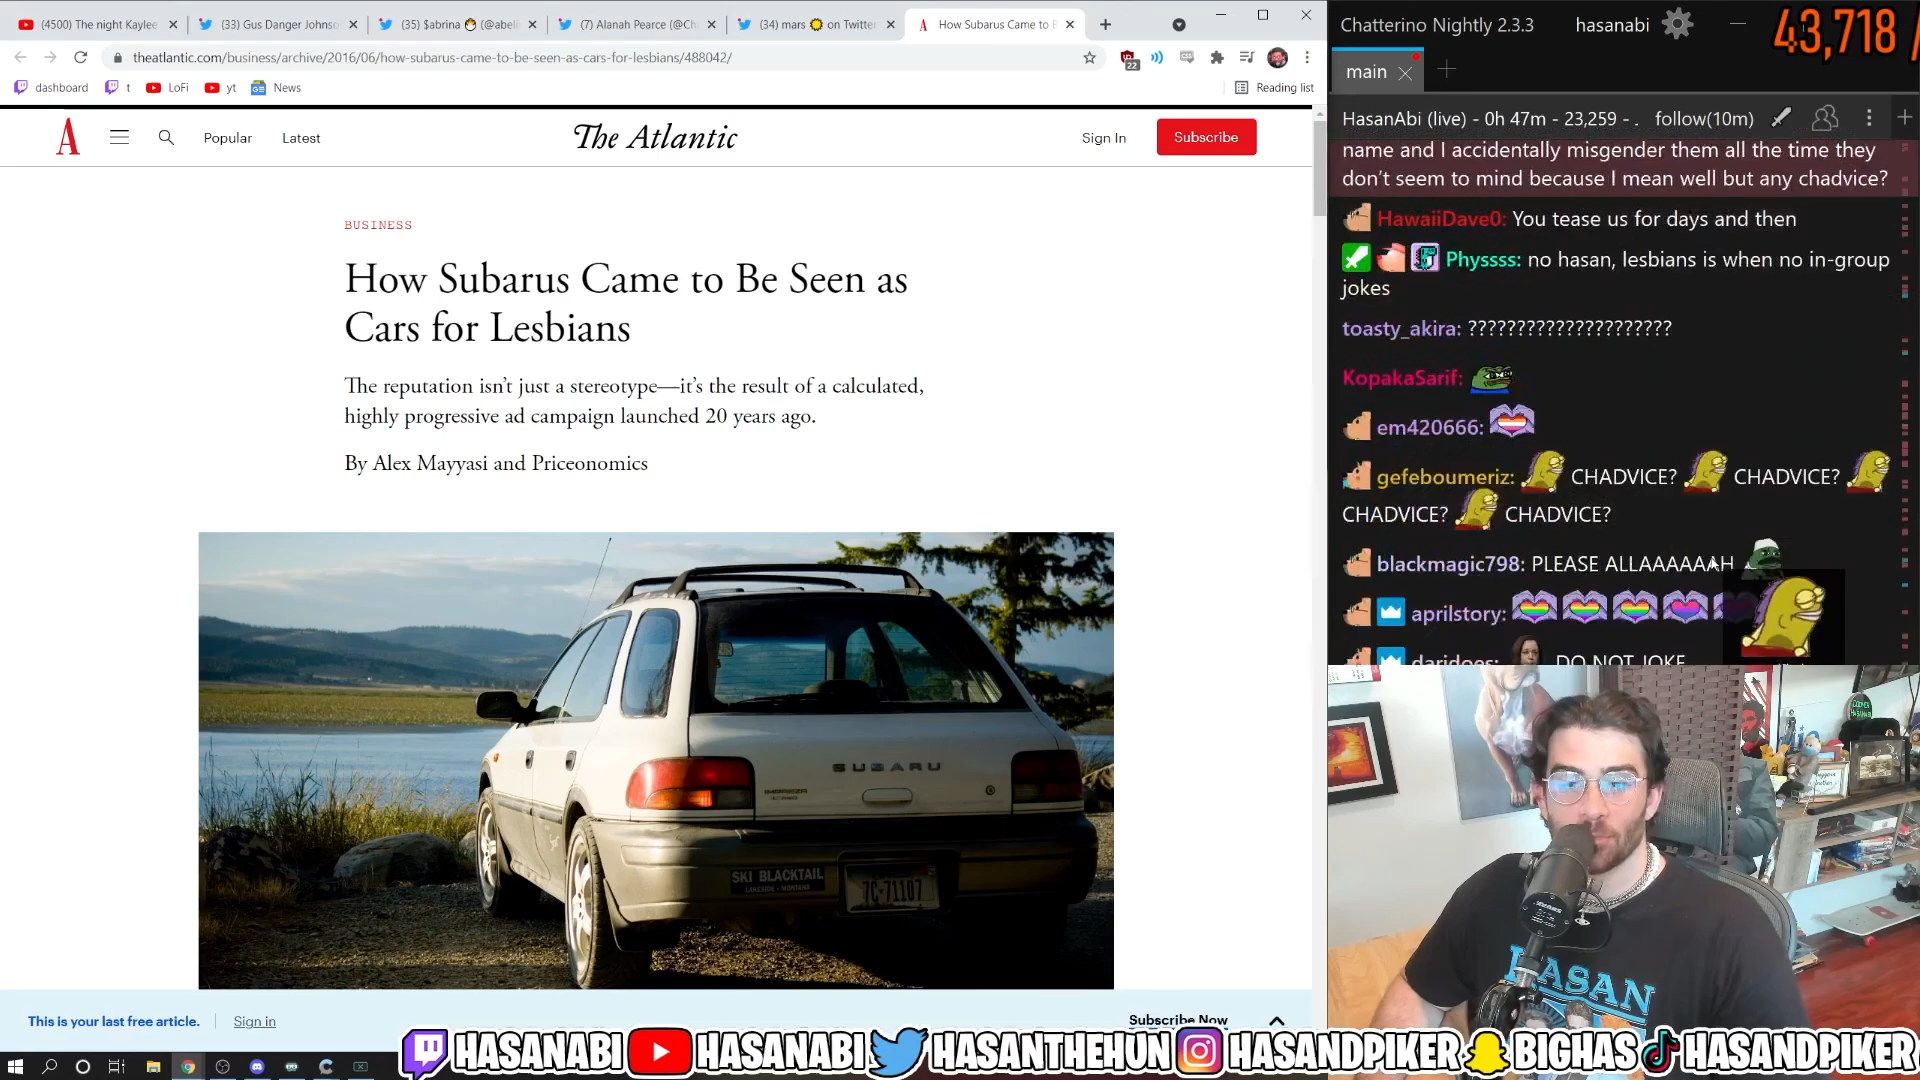 (4500) The night Kaylee
(33) Gus Danger Johnso
(35) $abrina (@abeli
(7) Alanah Pearce (@Ch
(34) mars on Twitter
How Subarus Came to B
theatlantic.com/business/archive/2016/06/how-subarus-came-to-be-seen-as-cars-for-lesbians/488042/
22
dashboard
t
LoFi
yt
News
Reading list
A
Popular
Latest
The Atlantic
Sign In
Subscribe
BUSINESS
How Subarus Came to Be Seen as
Cars for Lesbians
The reputation isn't just a stereotype—it's the result of a calculated,
highly progressive ad campaign launched 20 years ago.
By Alex Mayyasi and Priceonomics
SUBARU
IMPREZA
SKI BLACKTAIL
LAKESIDE - MONTANA
7C-71107
This is your last free article.
Sign in
Subscribe Now
Chatterino Nightly 2.3.3
hasanabi
43,718 /
main
HasanAbi (live) - 0h 47m - 23,259 - .
follow(10m)
name and I accidentally misgender them all the time they
don't seem to mind because I mean well but any chadvice?
HawaiiDave0: You tease us for days and then
Physsss: no hasan, lesbians is when no in-group
jokes
toasty_akira: ?????????????????????
KopakaSarif:
em420666:
gefeboumeriz: CHADVICE? CHADVICE?
CHADVICE? CHADVICE?
blackmagic798: PLEASE ALLAAAAAAH
aprilstory:
daridoes: DO NOT JOKE
HASAN
HASANABI HASANABI HASANTHEHUN HASANDPIKER BIGHAS HASANDPIKER